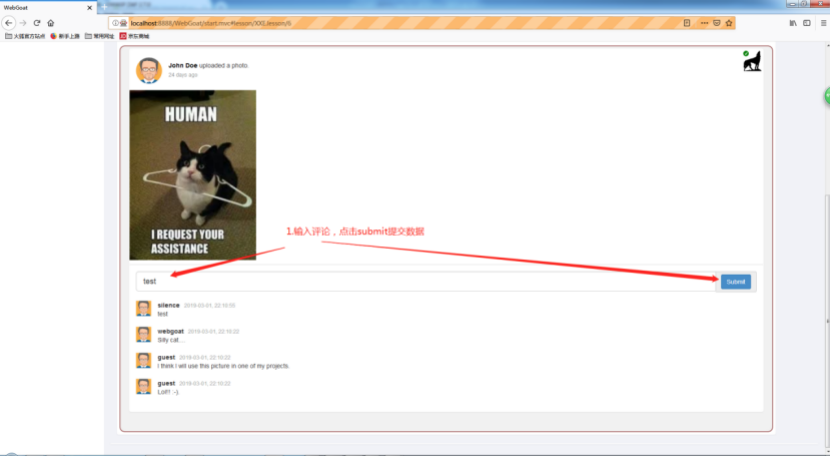 WebGoat
localhost:8888/WebGoat/start.mvc#lesson/XXE.lesson/6
火狐官方站点 新手上路 常用网址 京东商城
John Doe uploaded a photo.
24 days ago
HUMAN
I REQUEST YOUR
ASSISTANCE
1.输入评论，点击submit提交数据
test
Submit
silence 2018-03-01, 22:10:55
test
webgoat 2018-03-01, 22:10:22
Silly cat....
guest 2018-03-01, 22:10:22
I think I will use this picture in one of my projects.
guest 2018-03-01, 22:10:22
Lol!! :-)